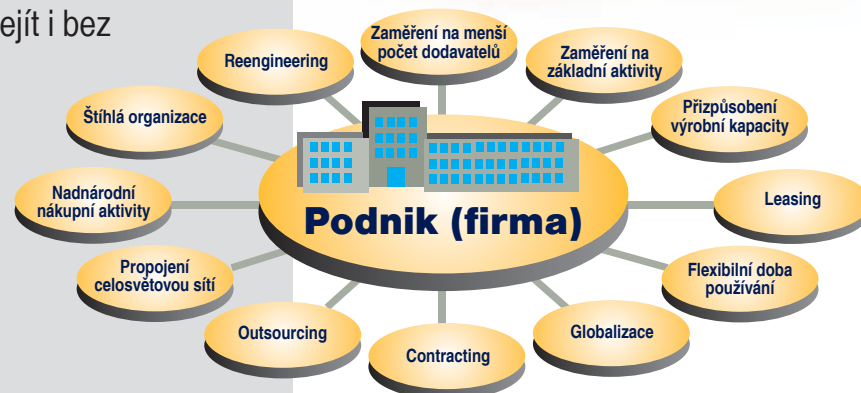 ejít i bez
Zaměření na menší
počet dodavatelů
Reengineering
Zaměření na
základní aktivity
Štíhlá organizace
Přizpůsobení
výrobní kapacity
Nadnárodní
nákupní aktivity
Podnik (firma)
Leasing
Propojení
celosvětovou sítí
Flexibilní doba
používání
Outsourcing
Contracting
Globalizace